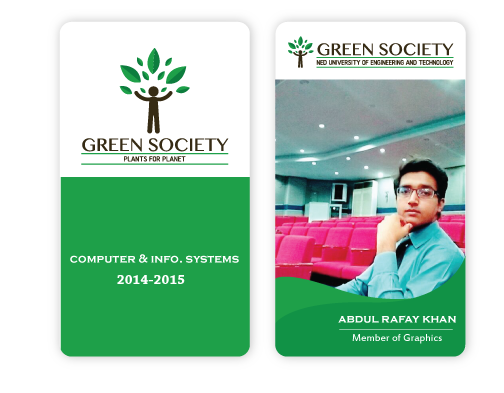 GREEN SOCIETY
PLANTS FOR PLANET
COMPUTER & INFO. SYSTEMS
2014-2015
GREEN SOCIETY
NED UNIVERSITY OF ENGINEERING AND TECHNOLOGY
ABDUL RAFAY KHAN
Member of Graphics